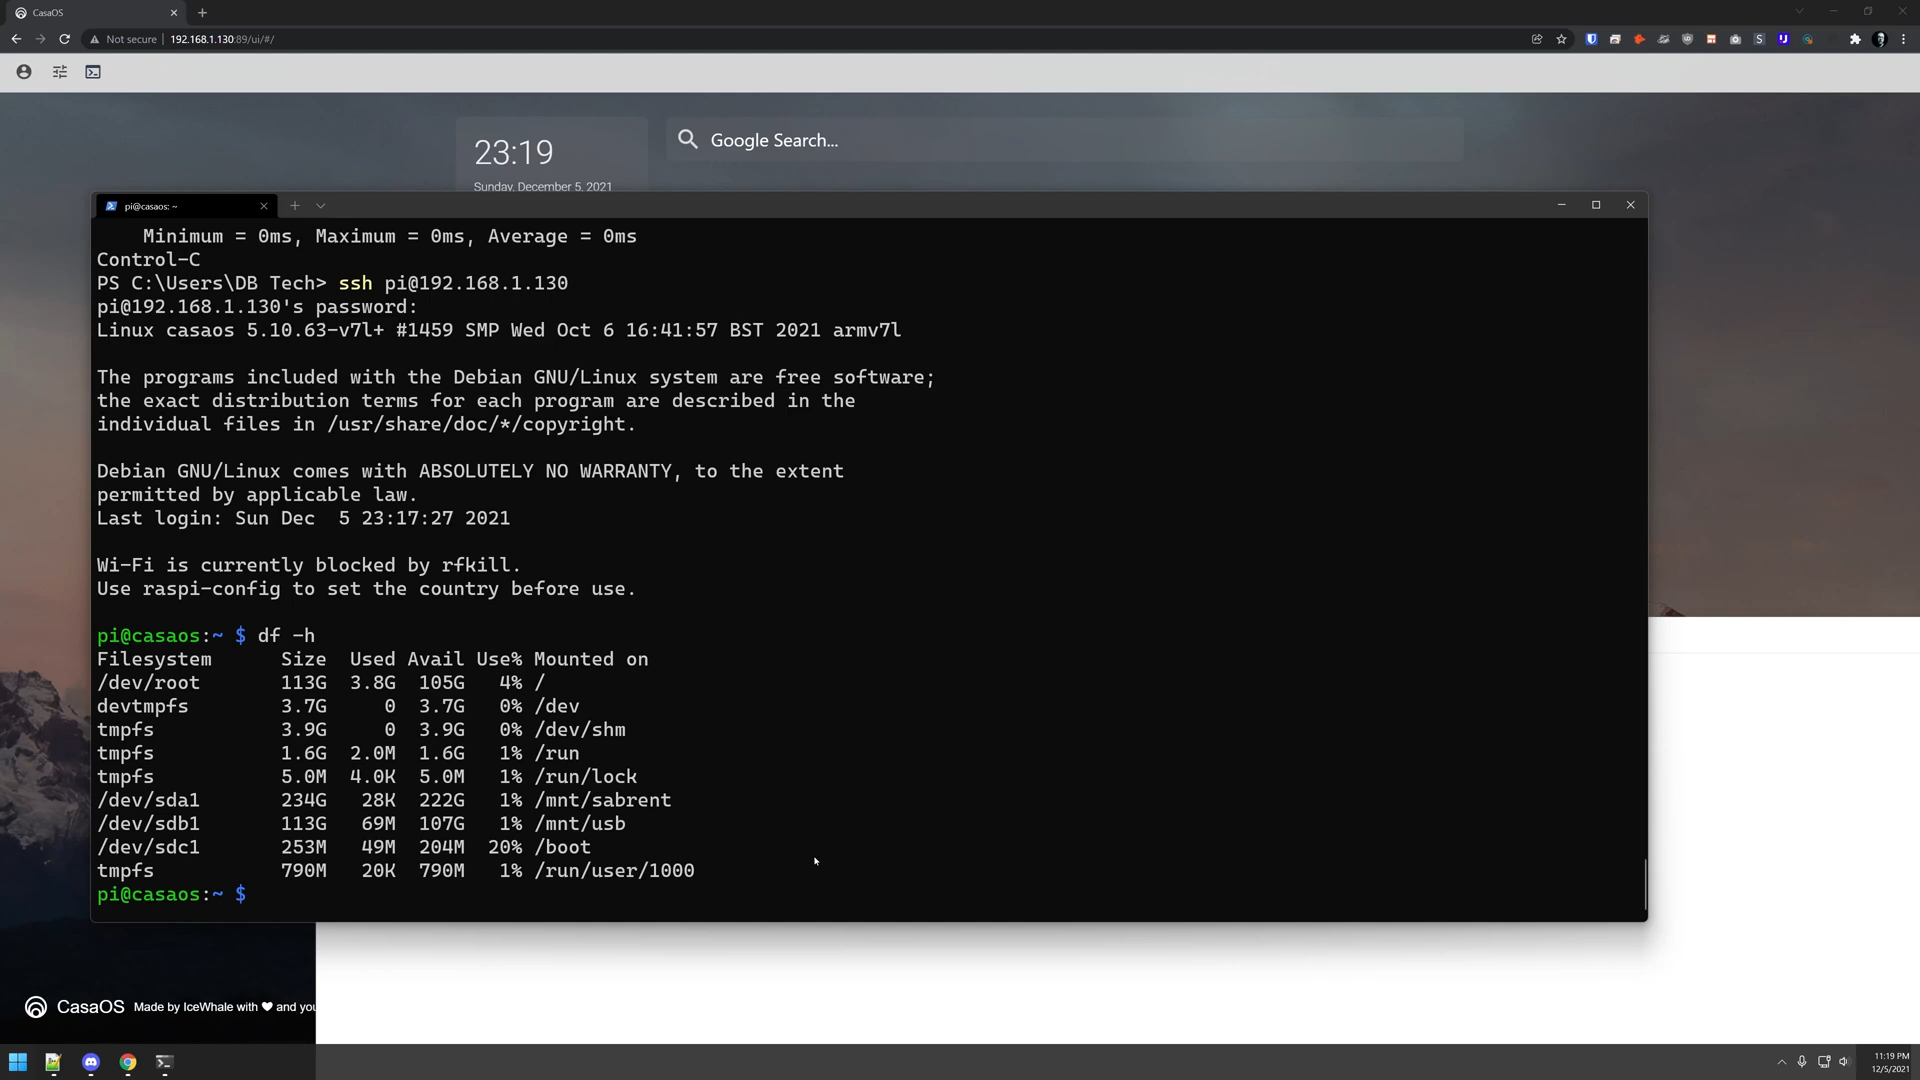 CasaOS
Not secure 192.168.1.130:89/ui/#/
23:19
Google Search...
Sunday, December 5, 2021
pi@casaos: ~
    Minimum = 0ms, Maximum = 0ms, Average = 0ms
Control-C
PS C:\Users\DB Tech> ssh pi@192.168.1.130
pi@192.168.1.130's password:
Linux casaos 5.10.63-v7l+ #1459 SMP Wed Oct 6 16:41:57 BST 2021 armv7l
The programs included with the Debian GNU/Linux system are free software;
the exact distribution terms for each program are described in the
individual files in /usr/share/doc/*/copyright.
Debian GNU/Linux comes with ABSOLUTELY NO WARRANTY, to the extent
permitted by applicable law.
Last login: Sun Dec  5 23:17:27 2021
Wi-Fi is currently blocked by rfkill.
Use raspi-config to set the country before use.
pi@casaos:~ $ df -h
Filesystem      Size  Used Avail Use% Mounted on
/dev/root       113G  3.8G  105G   4% /
devtmpfs        3.7G     0  3.7G   0% /dev
tmpfs           3.9G     0  3.9G   0% /dev/shm
tmpfs           1.6G  2.0M  1.6G   1% /run
tmpfs           5.0M  4.0K  5.0M   1% /run/lock
/dev/sda1       234G   28K  222G   1% /mnt/sabrent
/dev/sdb1       113G   69M  107G   1% /mnt/usb
/dev/sdc1       253M   49M  204M  20% /boot
tmpfs           790M   20K  790M   1% /run/user/1000
pi@casaos:~ $
CasaOS Made by IceWhale with ❤ and you
11:19 PM
12/5/2021